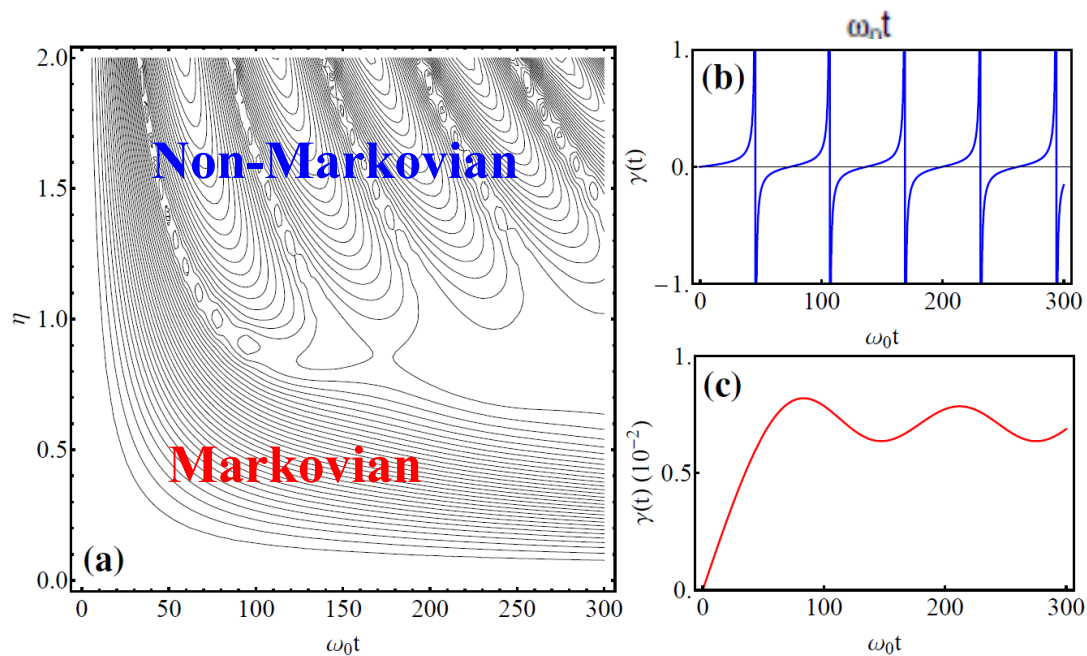 2.0
1.5
1.0
0.5
0.0
η
Non-Markovian
Markovian
(a)
0 50 100 150 200 250 300
ω₀t
ω₀t
(b)
1.
0.
−1.
γ(t)
0 100 200 300
ω₀t
(c)
1.
0.5
0.
γ(t) (10⁻²)
0 100 200 300
ω₀t